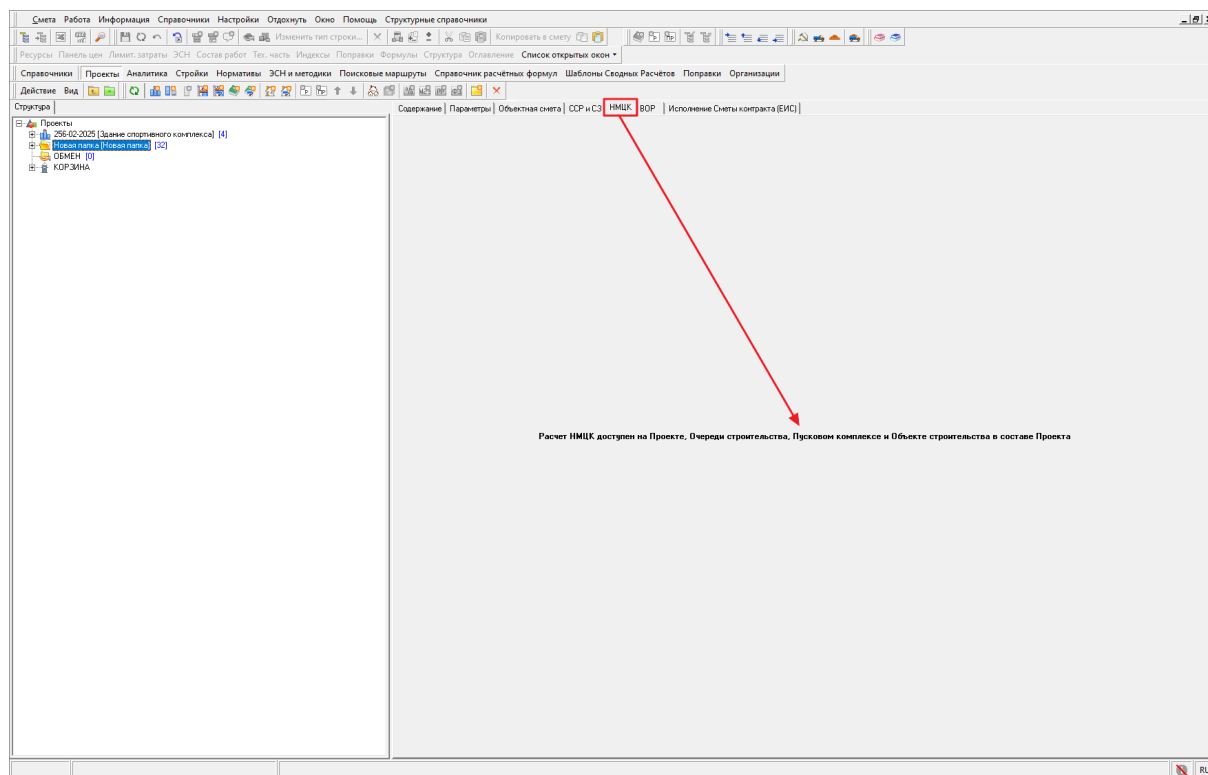 Смета Работа Информация Справочники Настройки Отдохнуть Окно Помощь Структурные справочники
Изменить тип строки... Копировать в смету
Ресурсы Панель цен Лимит. затраты ЭСН Состав работ Тех. часть Индексы Поправки Формулы Структура Оглавление Список открытых окон
Справочники Проекты Аналитика Стройки Нормативы ЭСН и методики Поисковые маршруты Справочник расчётных формул Шаблоны Сводных Расчётов Поправки Организации
Действие Вид
Структура
Содержание Параметры Объектная смета ССР и СЗ НМЦК ВОР Исполнение Сметы контракта (ЕИС)
Проекты
256-02-2025 [Здание спортивного комплекса] [4]
Новая папка [Новая папка] [32]
ОБМЕН [0]
КОРЗИНА
Расчет НМЦК доступен на Проекте, Очереди строительства, Пусковом комплексе и Объекте строительства в составе Проекта
RU